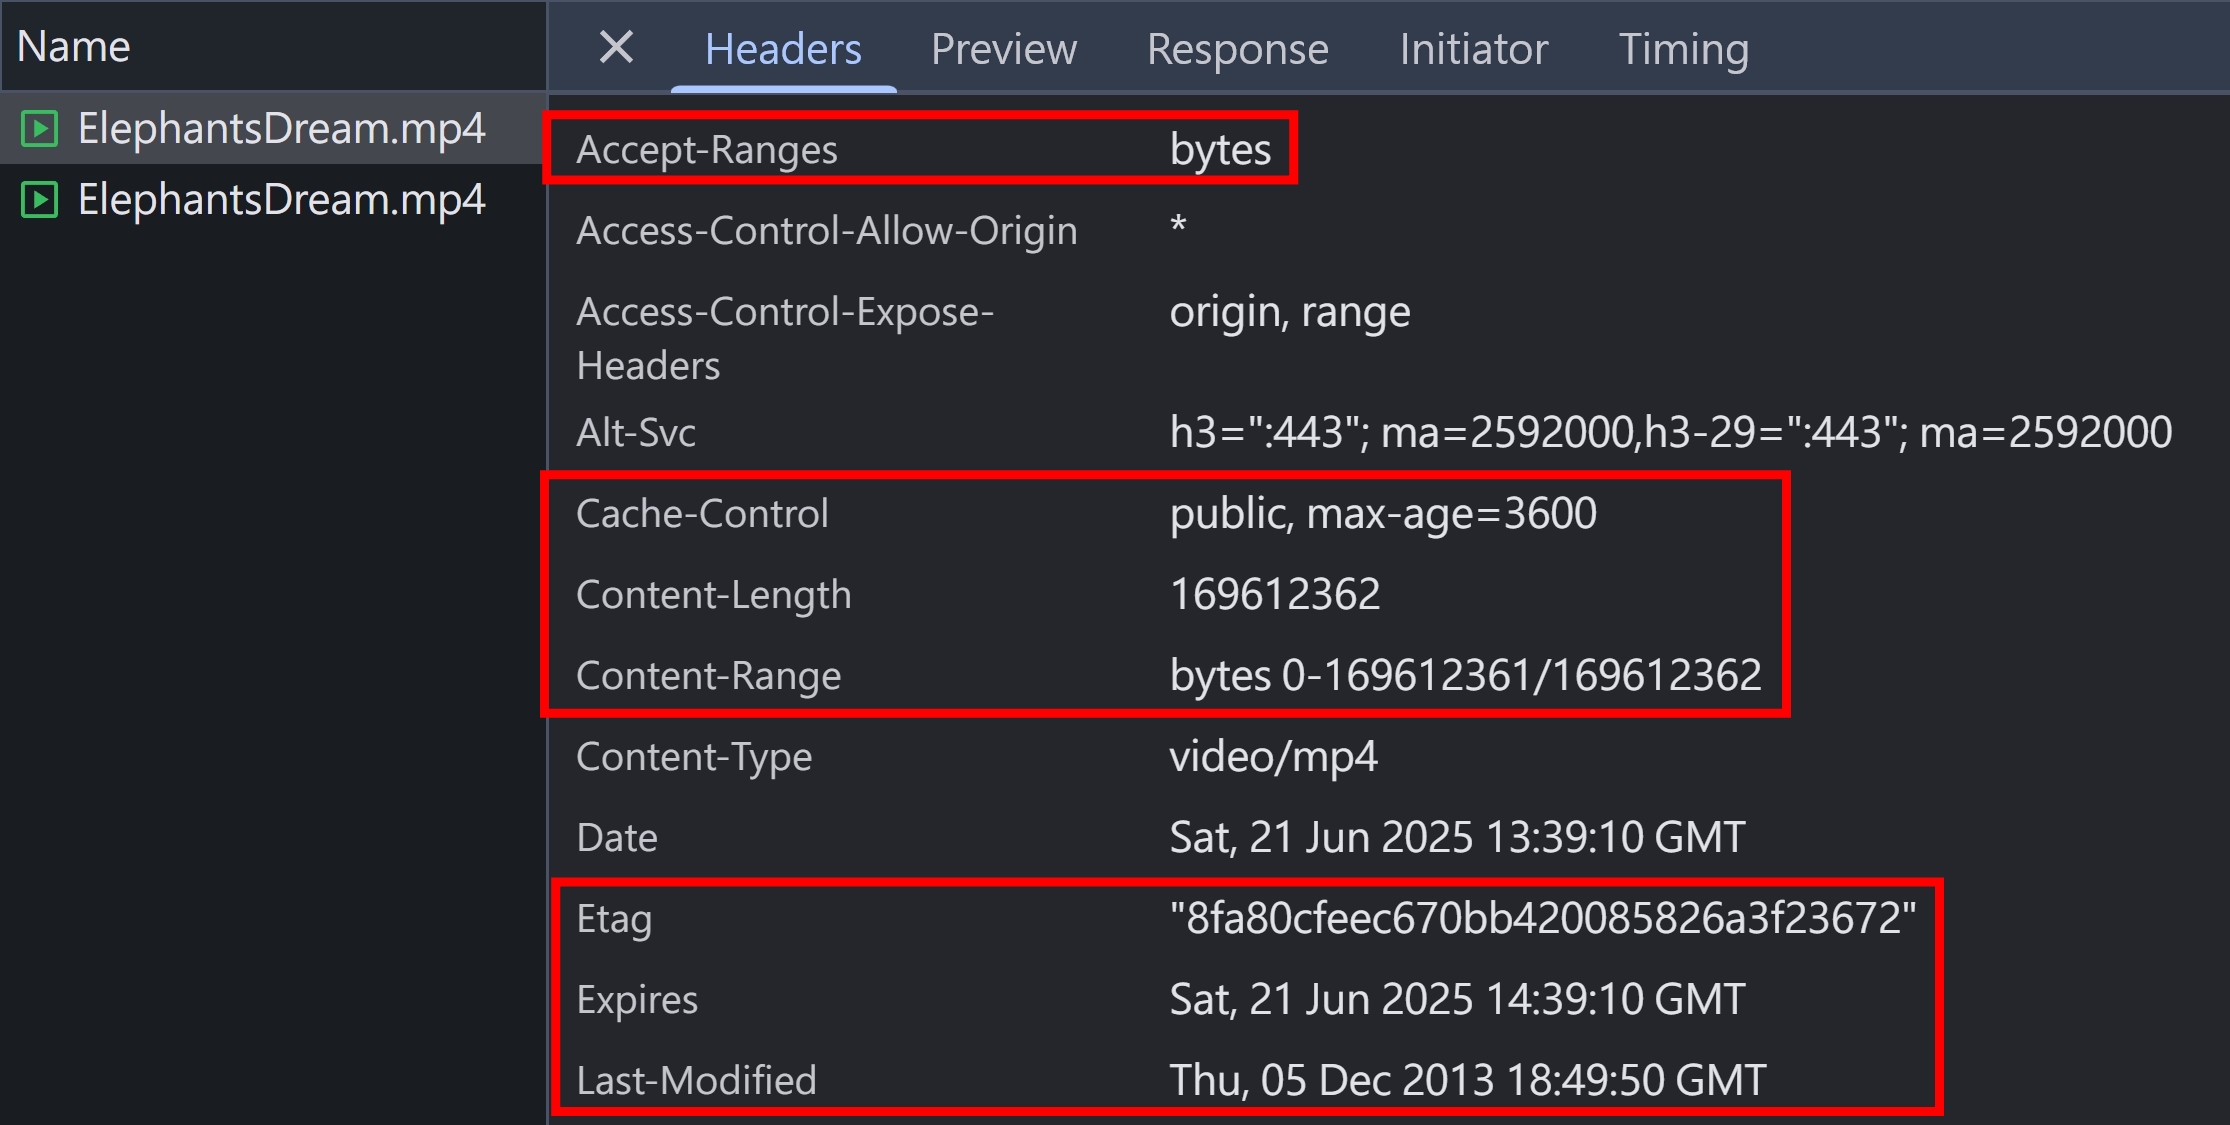 Name
Headers Preview Response Initiator Timing
ElephantsDream.mp4
ElephantsDream.mp4
Accept-Ranges bytes
Access-Control-Allow-Origin *
Access-Control-Expose- origin, range
Headers
Alt-Svc h3=":443"; ma=2592000,h3-29=":443"; ma=2592000
Cache-Control public, max-age=3600
Content-Length 169612362
Content-Range bytes 0-169612361/169612362
Content-Type video/mp4
Date Sat, 21 Jun 2025 13:39:10 GMT
Etag "8fa80cfeec670bb420085826a3f23672"
Expires Sat, 21 Jun 2025 14:39:10 GMT
Last-Modified Thu, 05 Dec 2013 18:49:50 GMT